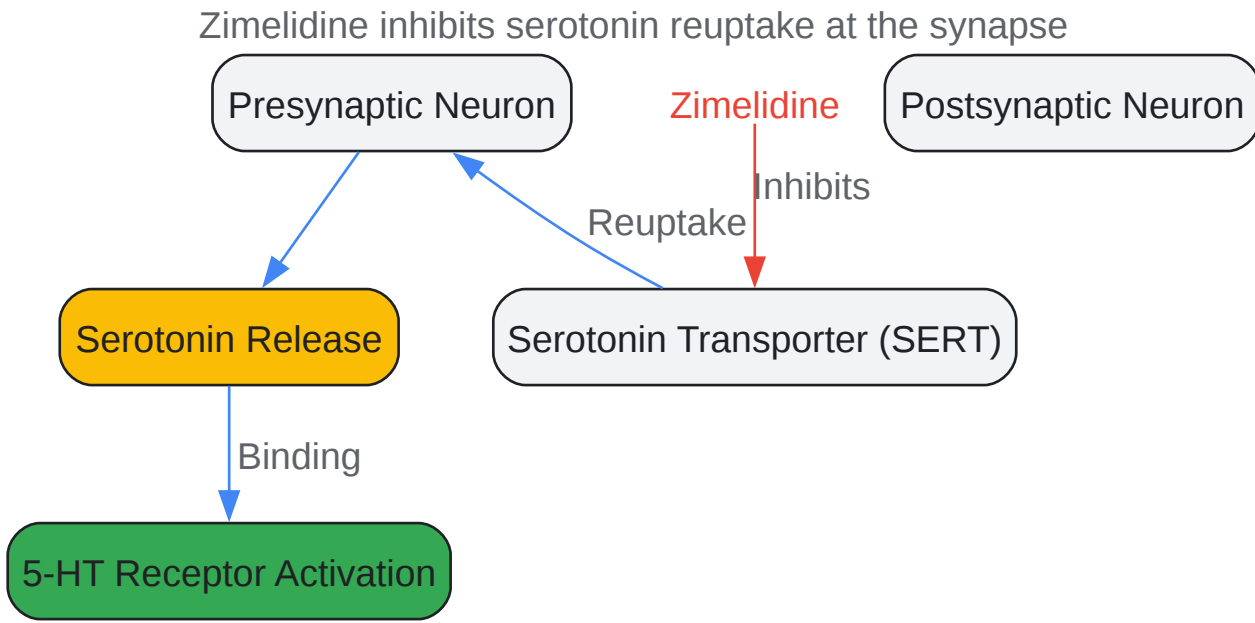 Zimelidine inhibits serotonin reuptake at the synapse
Presynaptic Neuron
Zimelidine
Postsynaptic Neuron
Inhibits
Reuptake
Serotonin Release
Serotonin Transporter (SERT)
Binding
5-HT Receptor Activation